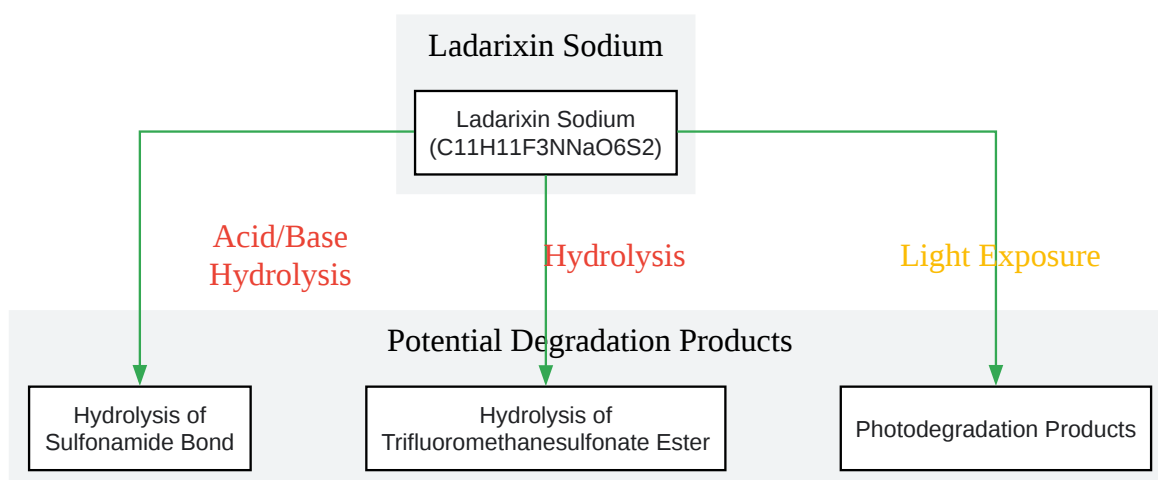 Ladarixin Sodium
Ladarixin Sodium
(C11H11F3NNaO6S2)
Acid/Base
Hydrolysis
Hydrolysis
Light Exposure
Potential Degradation Products
Hydrolysis of
Sulfonamide Bond
Hydrolysis of
Trifluoromethanesulfonate Ester
Photodegradation Products